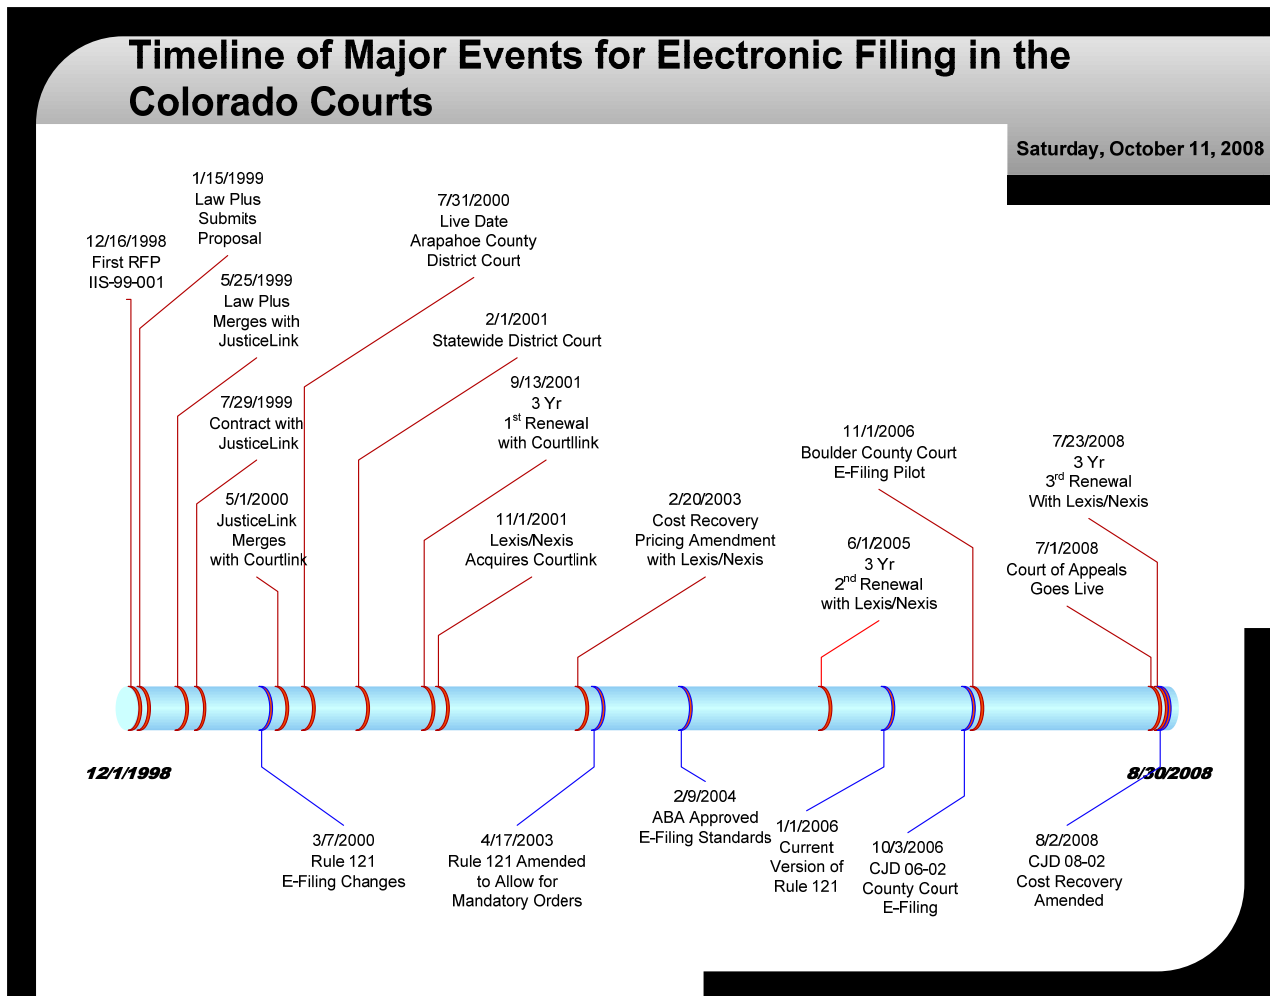 Timeline of Major Events for Electronic Filing in the
Colorado Courts
Saturday, October 11, 2008
12/16/1998
First RFP
IIS-99-001
1/15/1999
Law Plus
Submits
Proposal
5/25/1999
Law Plus
Merges with
JusticeLink
7/29/1999
Contract with
JusticeLink
5/1/2000
JusticeLink
Merges
with Courtlink
7/31/2000
Live Date
Arapahoe County
District Court
2/1/2001
Statewide District Court
9/13/2001
3 Yr
1st Renewal
with Courtllink
11/1/2001
Lexis/Nexis
Acquires Courtlink
2/20/2003
Cost Recovery
Pricing Amendment
with Lexis/Nexis
6/1/2005
3 Yr
2nd Renewal
with Lexis/Nexis
11/1/2006
Boulder County Court
E-Filing Pilot
7/1/2008
Court of Appeals
Goes Live
7/23/2008
3 Yr
3rd Renewal
With Lexis/Nexis
12/1/1998
8/30/2008
3/7/2000
Rule 121
E-Filing Changes
4/17/2003
Rule 121 Amended
to Allow for
Mandatory Orders
2/9/2004
ABA Approved
E-Filing Standards
1/1/2006
Current
Version of
Rule 121
10/3/2006
CJD 06-02
County Court
E-Filing
8/2/2008
CJD 08-02
Cost Recovery
Amended